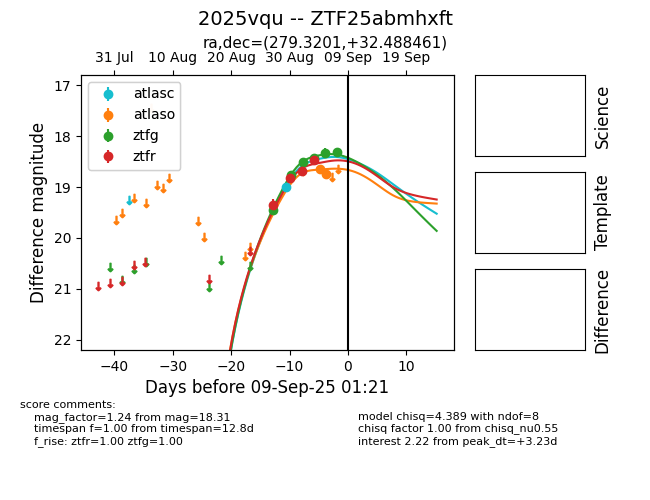 2025vqu -- ZTF25abmhxft
ra,dec=(279.3201,+32.488461)
31 Jul 10 Aug 20 Aug 30 Aug 09 Sep 19 Sep
17
18
19
20
21
22
Difference magnitude
atlasc
atlaso
ztfg
ztfr
−40 −30 −20 −10 0 10
Days before 09-Sep-25 01:21
Science
Template
Difference
score comments:
mag_factor=1.24 from mag=18.31
timespan f=1.00 from timespan=12.8d
f_rise: ztfr=1.00 ztfg=1.00
model chisq=4.389 with ndof=8
chisq factor 1.00 from chisq_nu0.55
interest 2.22 from peak_dt=+3.23d